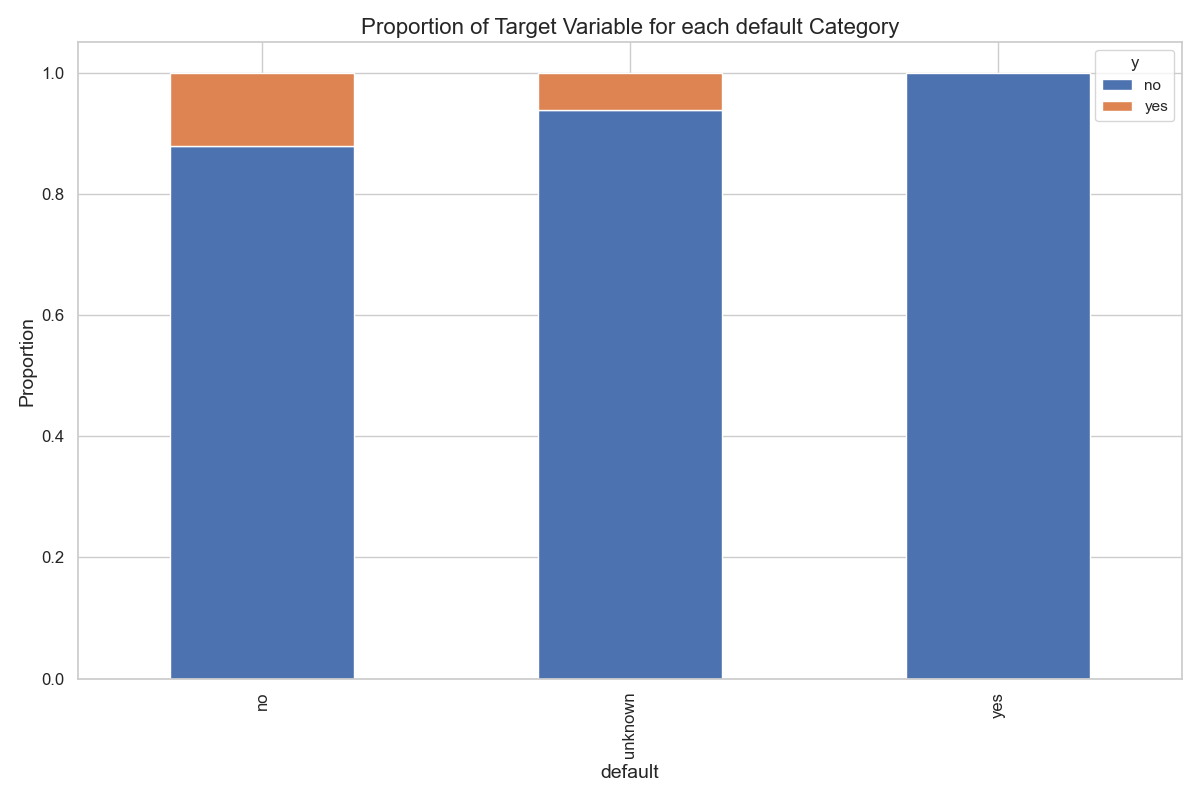 Proportion of Target Variable for each default Category
y
no
yes
1.0
0.8
0.6
0.4
0.2
0.0
Proportion
no
unknown
yes
default